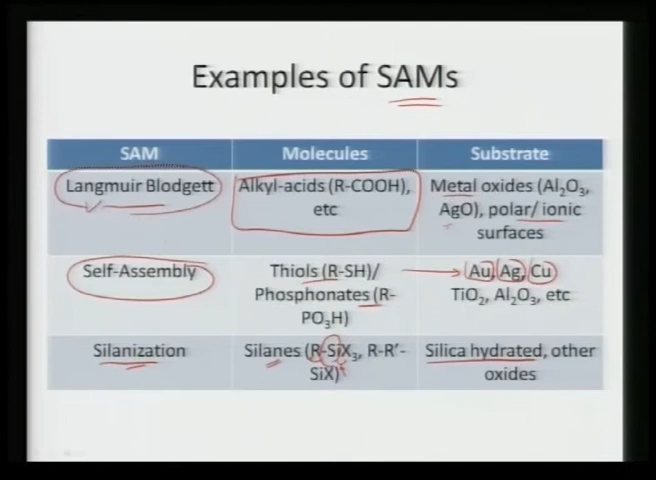 Examples of SAMs
SAM Molecules Substrate
Langmuir Blodgett Alkyl-acids (R-COOH), Metal oxides (Al₂O₃,
etc AgO), polar/ ionic
surfaces
Self-Assembly Thiols (R-SH)/ Au, Ag, Cu
Phosphonates (R- TiO₂, Al₂O₃, etc
PO₃H)
Silanization Silanes (R-SiX₃, R-R'- Silica hydrated, other
SiX) oxides